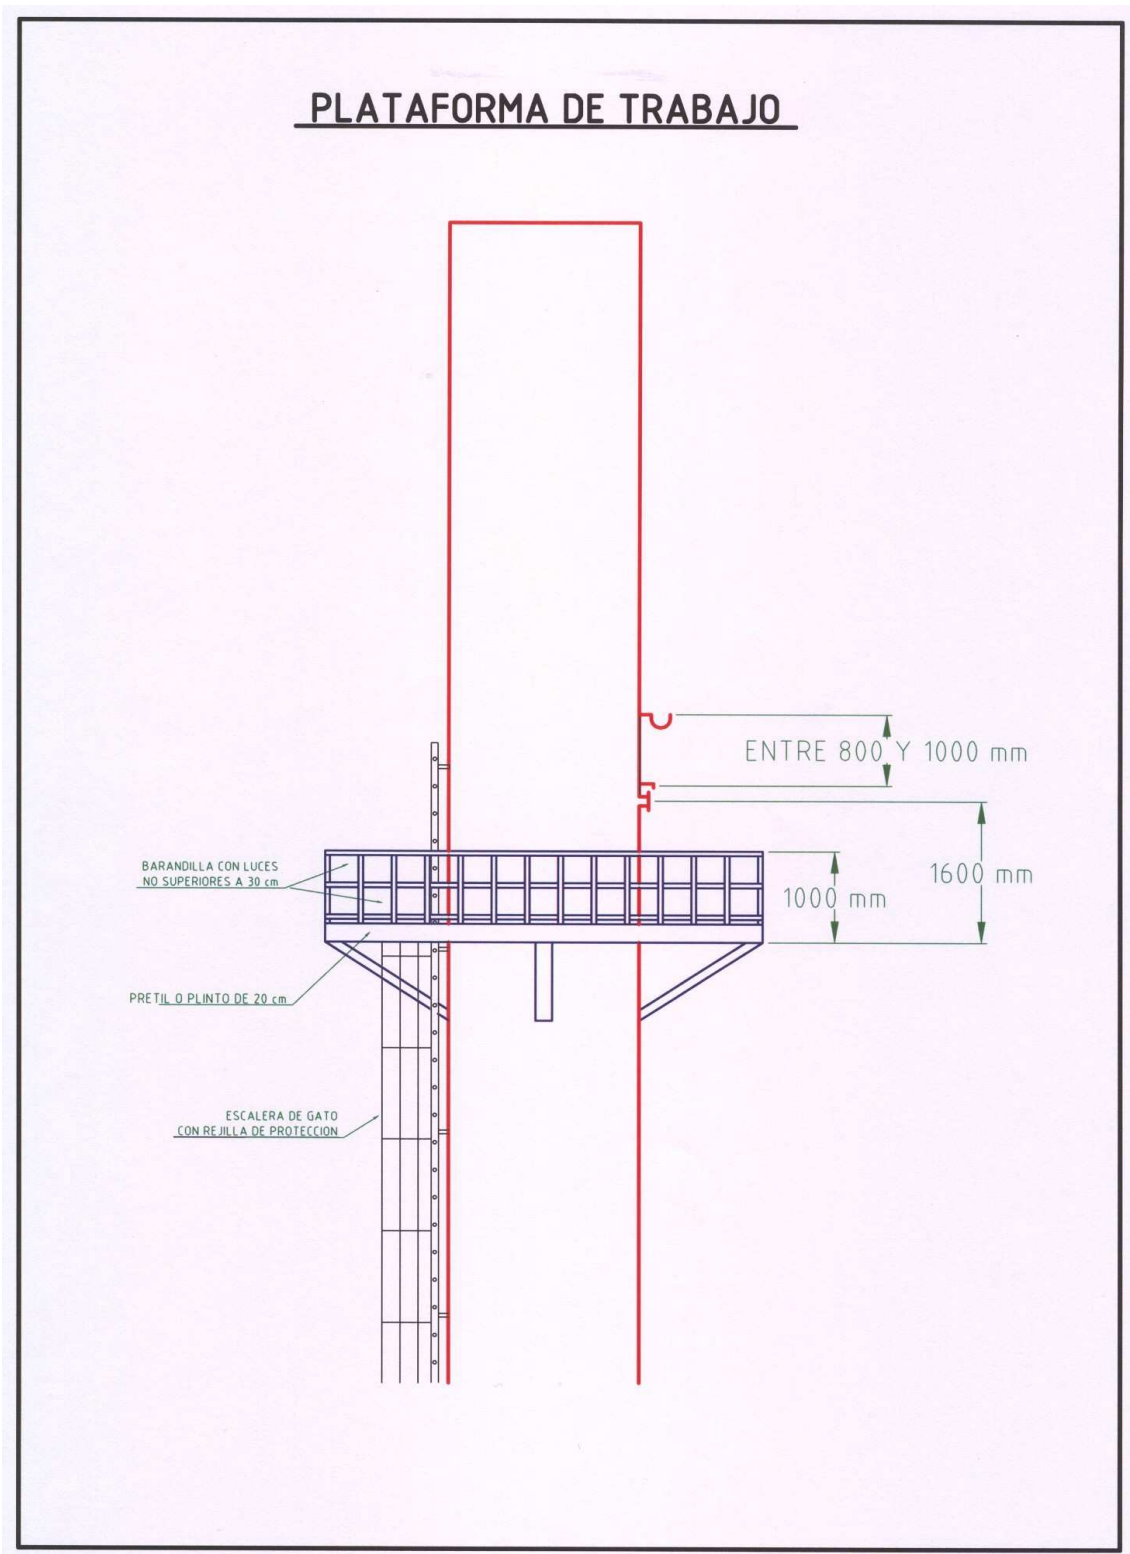 PLATAFORMA DE TRABAJO
ENTRE 800 Y 1000 mm
BARANDILLA CON LUCES
NO SUPERIORES A 30 cm
1000 mm
1600 mm
PRETIL O PLINTO DE 20 cm
ESCALERA DE GATO
CON REJILLA DE PROTECCION